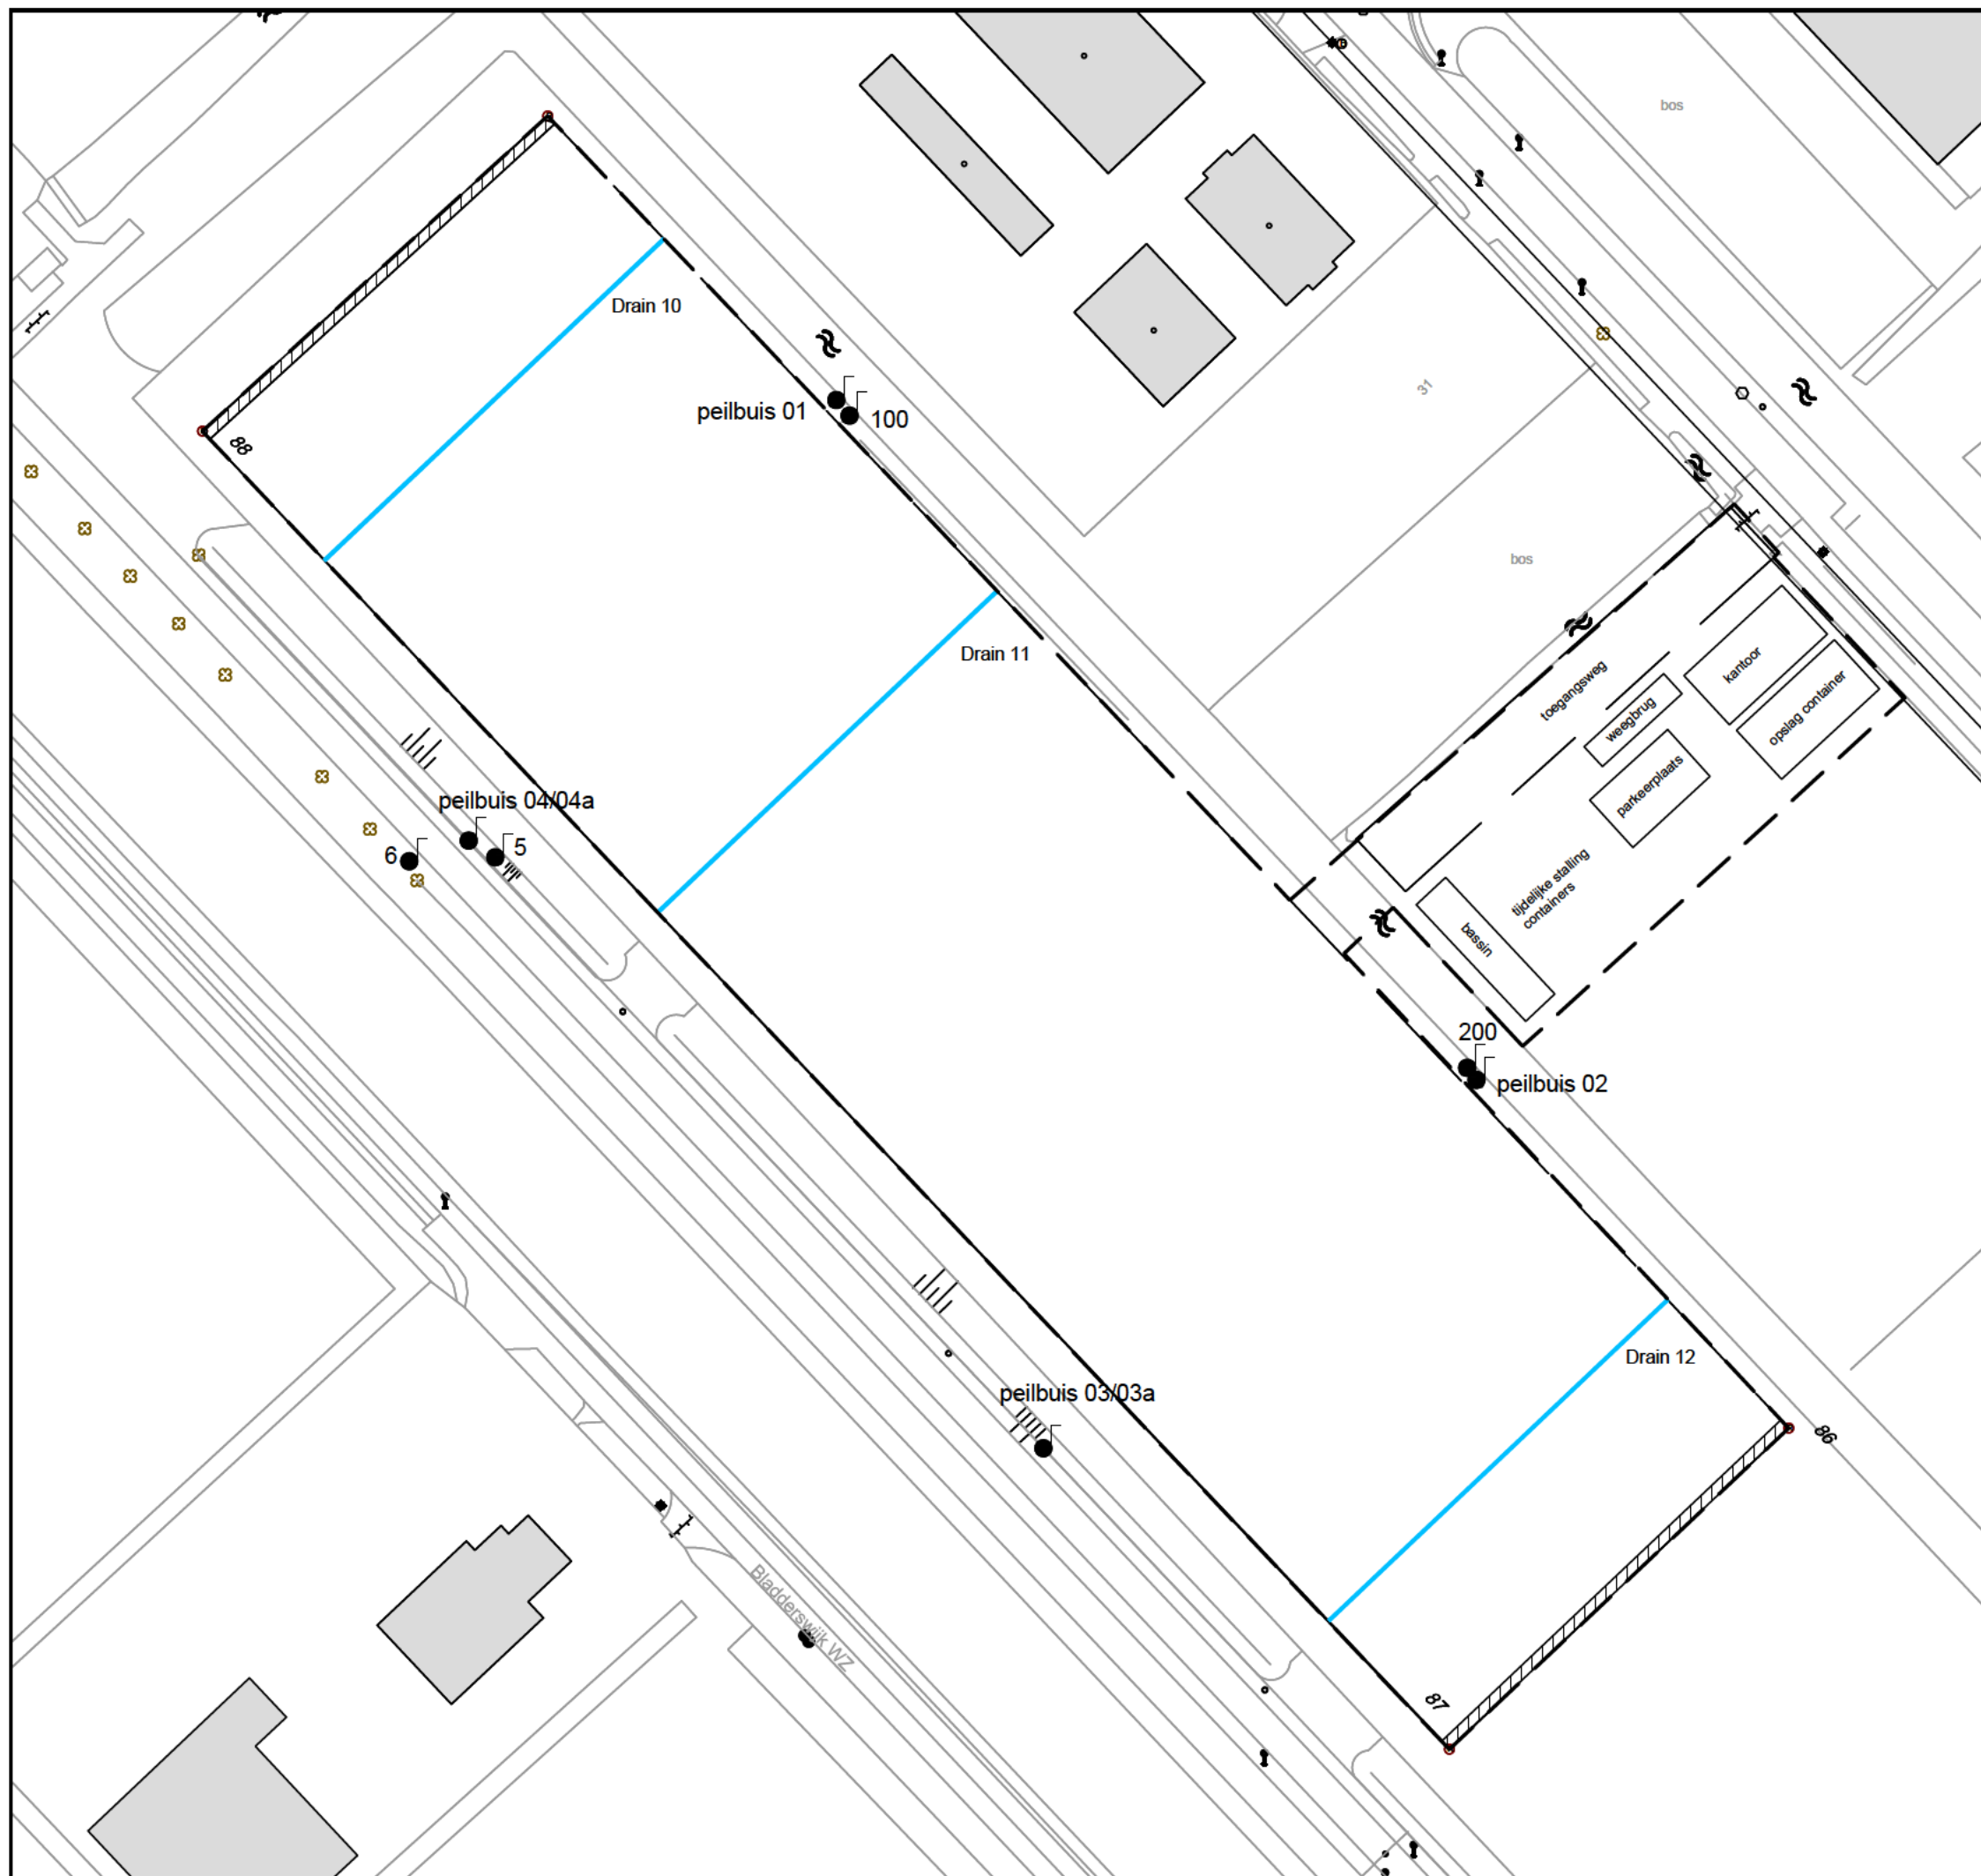 bos
Drain 10
peilbuis 01
100
31
88
bos
Drain 11
toegangsweg
kantoor
weegbrug
opslag container
parkeerplaats
peilbuis 04/04a
6
5
tijdelijke stalling
containers
bassin
200
peilbuis 02
Drain 12
peilbuis 03/03a
86
Bladderswijk WZ
87